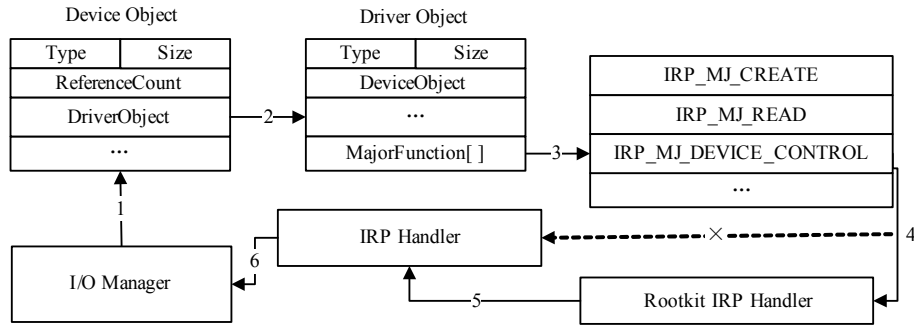 Device Object
Driver Object
Type Size
Type Size
ReferenceCount
DeviceObject
IRP_MJ_CREATE
DriverObject
2
...
IRP_MJ_READ
...
MajorFunction[ ]
3
IRP_MJ_DEVICE_CONTROL
...
1
IRP Handler
×
4
I/O Manager
6
5
Rootkit IRP Handler